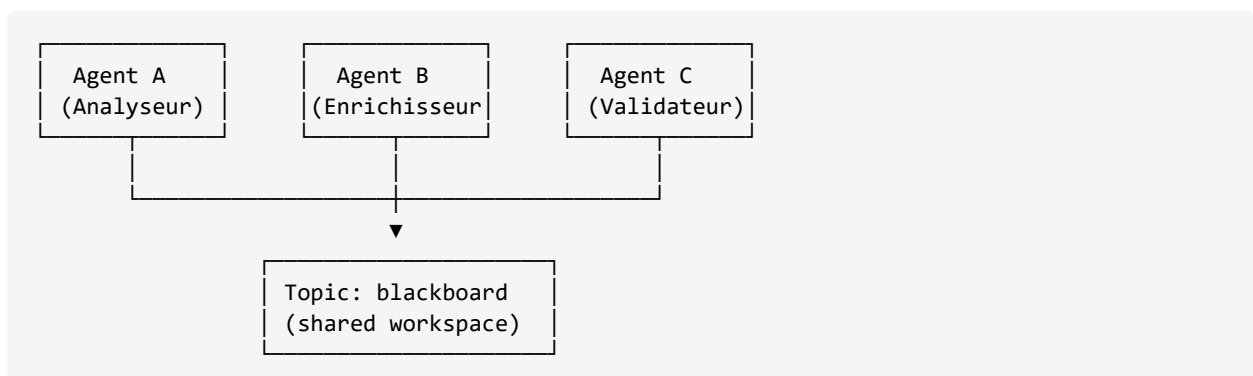 Agent A Agent B Agent C
(Analyseur) (Enrichisseur (Validateur)
Topic: blackboard
(shared workspace)